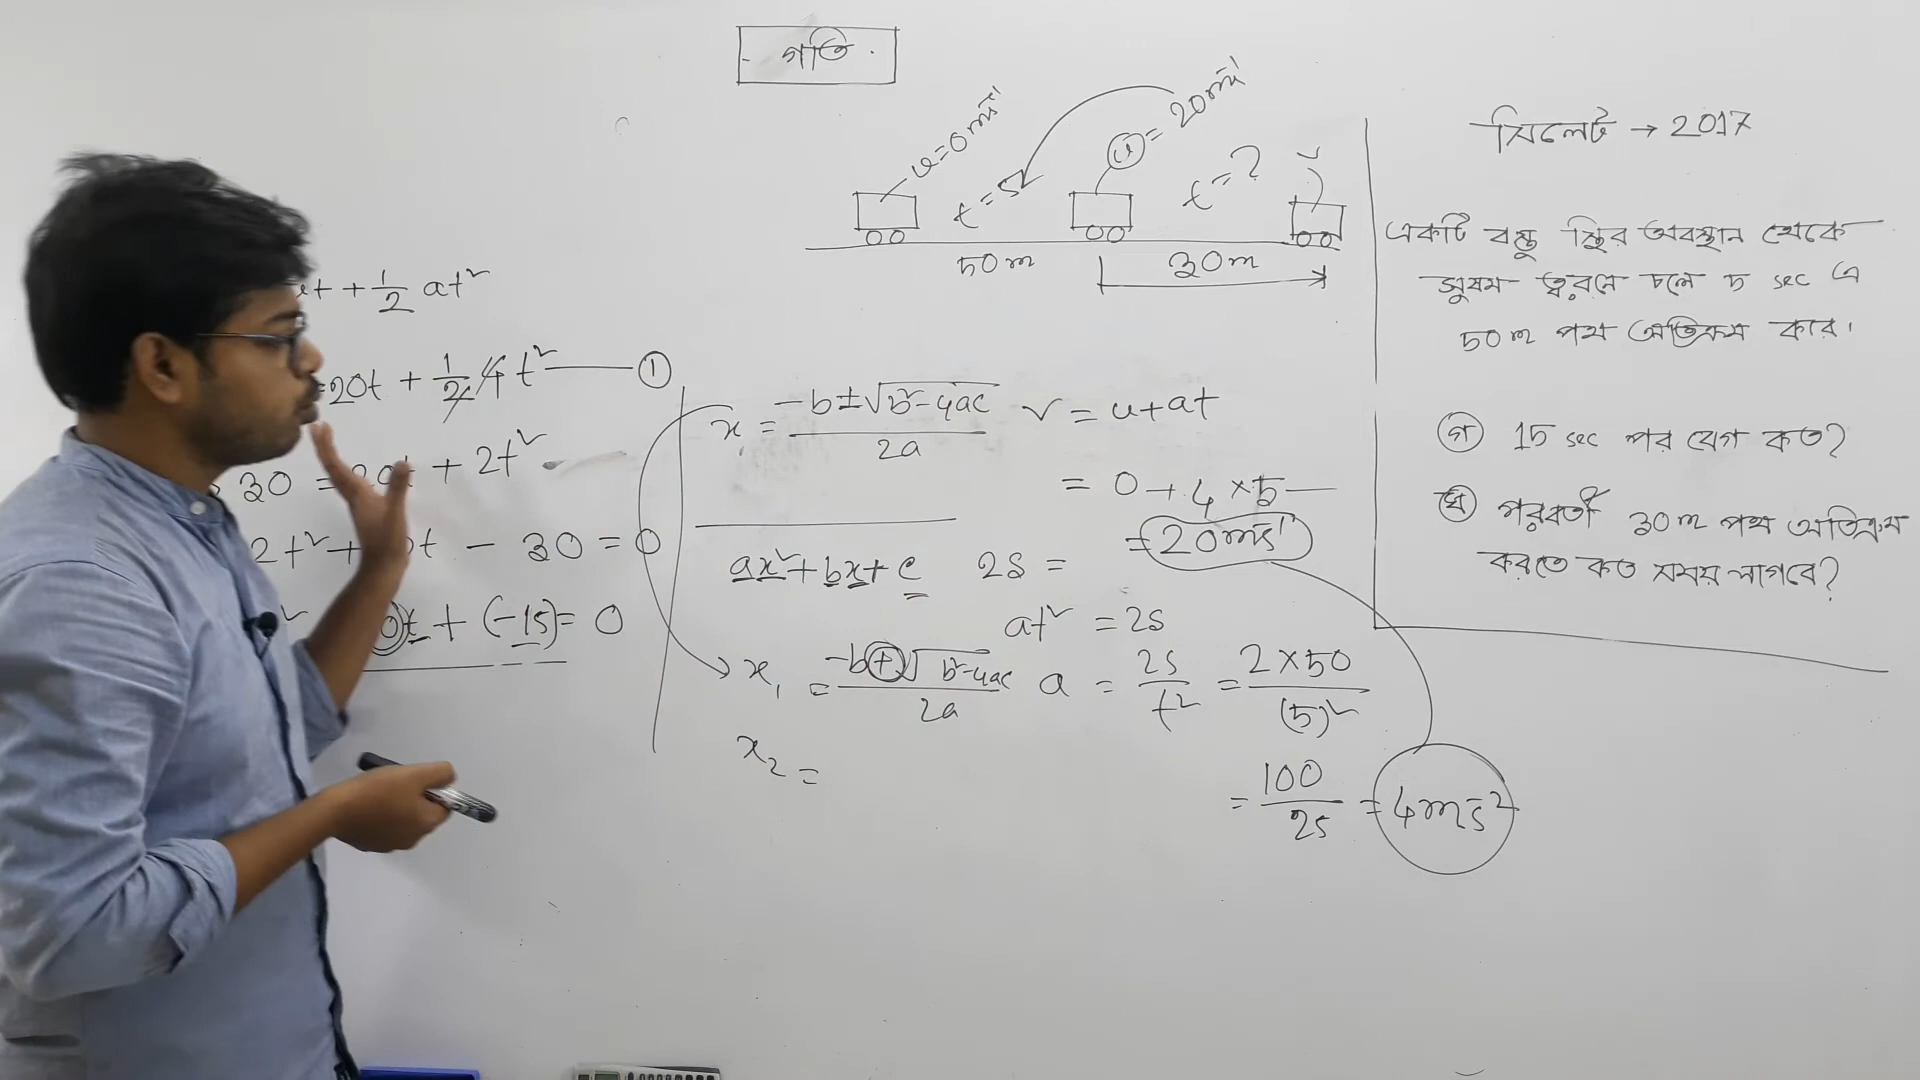 গতি
u=0 ms⁻¹
t=5
u = 20 ms⁻¹
t=?
v
50 m
30 m
t + 1/2 at²
=20t + 1/2 4t² ①
30 = 20t + 2t²
2t² + t - 30 = 0
t + (-15) = 0
x = (-b ± √(b²-4ac)) / 2a
ax² + bx + c
x₁ = (-b + √(b²-4ac)) / 2a
x₂ =
v = u+at
= 0 + 4 × 5
= 20 ms⁻¹
2s =
at² = 2s
a = 2s / t² = (2 × 50) / (5)²
= 100 / 25 = 4 ms⁻²
সিলেট → 2017
একটি বস্তু স্থির অবস্থান থেকে
সুষম ত্বরণে চলে 5 sec এ
50 m পথ অতিক্রম করে।
গ 15 sec পর বেগ কত?
ঘ পরবর্তী 30 m পথ অতিক্রম
করতে কত সময় লাগবে?